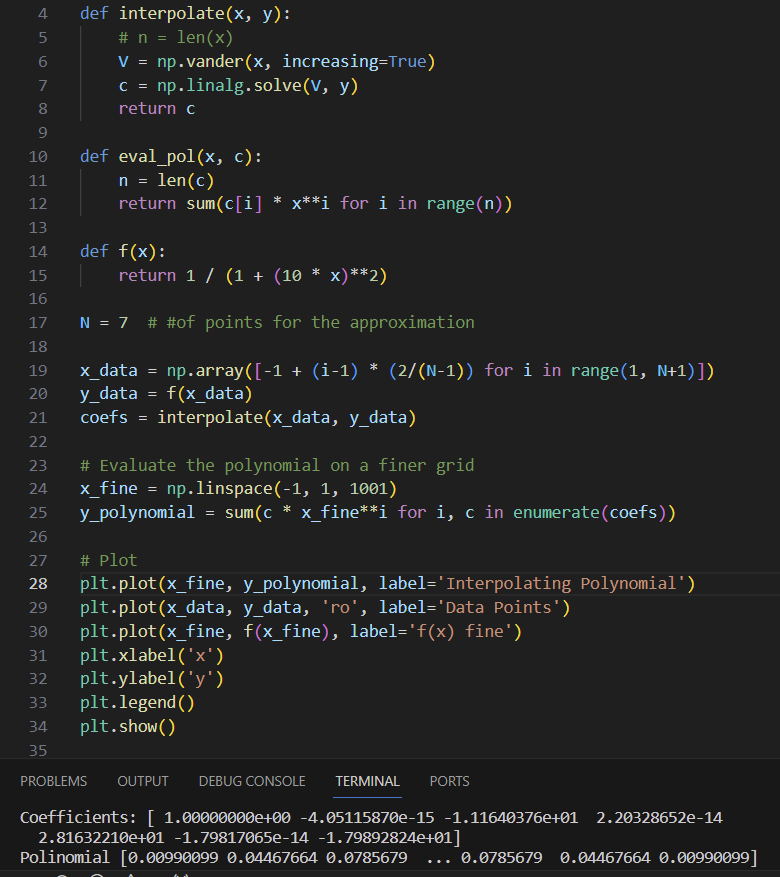 4 def interpolate(x, y):
5     # n = len(x)
6     V = np.vander(x, increasing=True)
7     c = np.linalg.solve(V, y)
8     return c
9
10 def eval_pol(x, c):
11     n = len(c)
12     return sum(c[i] * x**i for i in range(n))
13
14 def f(x):
15     return 1 / (1 + (10 * x)**2)
16
17 N = 7  # #of points for the approximation
18
19 x_data = np.array([-1 + (i-1) * (2/(N-1)) for i in range(1, N+1)])
20 y_data = f(x_data)
21 coefs = interpolate(x_data, y_data)
22
23 # Evaluate the polynomial on a finer grid
24 x_fine = np.linspace(-1, 1, 1001)
25 y_polynomial = sum(c * x_fine**i for i, c in enumerate(coefs))
26
27 # Plot
28 plt.plot(x_fine, y_polynomial, label='Interpolating Polynomial')
29 plt.plot(x_data, y_data, 'ro', label='Data Points')
30 plt.plot(x_fine, f(x_fine), label='f(x) fine')
31 plt.xlabel('x')
32 plt.ylabel('y')
33 plt.legend()
34 plt.show()
35
PROBLEMS OUTPUT DEBUG CONSOLE TERMINAL PORTS
Coefficients: [ 1.00000000e+00 -4.05115870e-15 -1.11640376e+01  2.20328652e-14
  2.81632210e+01 -1.79817065e-14 -1.79892824e+01]
Polinomial [0.00990099 0.04467664 0.0785679  ... 0.0785679  0.04467664 0.00990099]